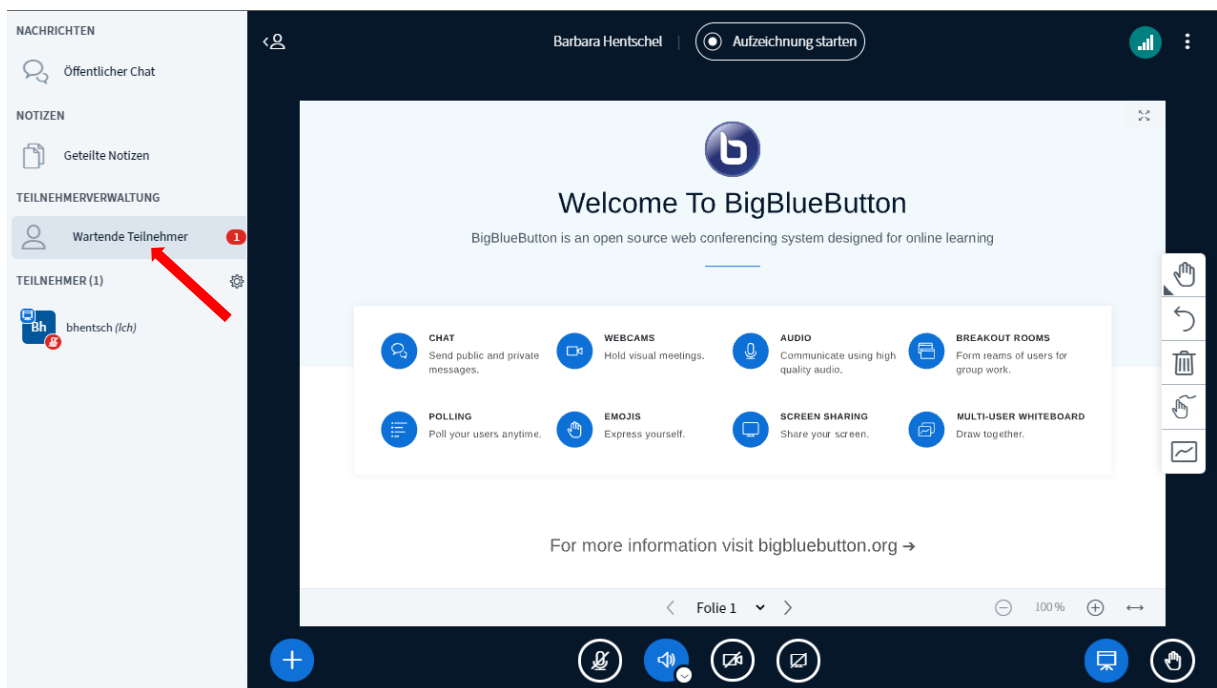 NACHRICHTEN
Öffentlicher Chat
NOTIZEN
Geteilte Notizen
TEILNEHMERVERWALTUNG
Wartende Teilnehmer 1
TEILNEHMER (1)
Bh bhentsch (Ich)
Barbara Hentschel | Aufzeichnung starten
b
Welcome To BigBlueButton
BigBlueButton is an open source web conferencing system designed for online learning
CHAT
Send public and private
messages.
WEBCAMS
Hold visual meetings.
AUDIO
Communicate using high
quality audio.
BREAKOUT ROOMS
Form reams of users for
group work.
POLLING
Poll your users anytime.
EMOJIS
Express yourself.
SCREEN SHARING
Share your screen.
MULTI-USER WHITEBOARD
Draw together.
For more information visit bigbluebutton.org →
Folie 1
100 %